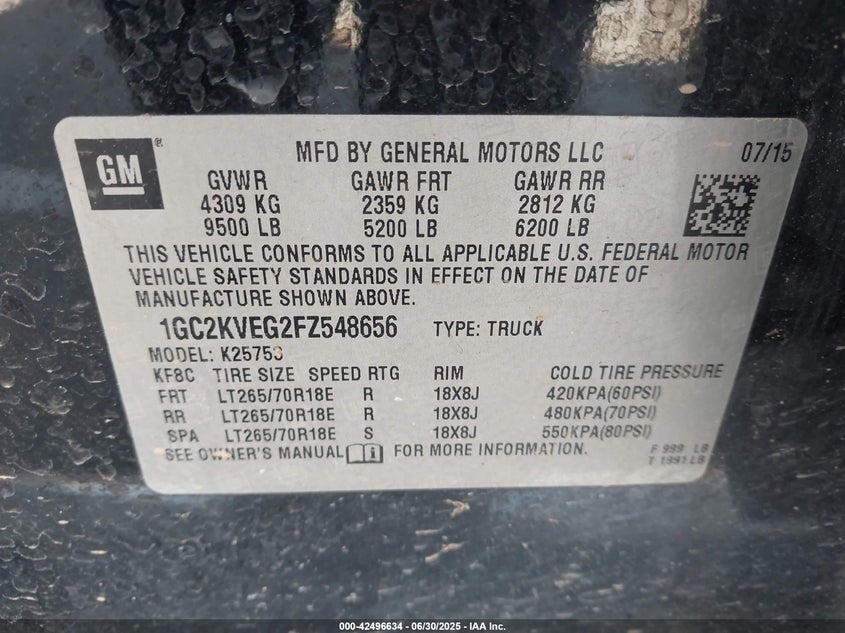 GM ®
MFD BY GENERAL MOTORS LLC 07/15
GVWR GAWR FRT GAWR RR
4309 KG 2359 KG 2812 KG
9500 LB 5200 LB 6200 LB
THIS VEHICLE CONFORMS TO ALL APPLICABLE U.S. FEDERAL MOTOR
VEHICLE SAFETY STANDARDS IN EFFECT ON THE DATE OF
MANUFACTURE SHOWN ABOVE.
1GC2KVEG2FZ548656 TYPE: TRUCK
MODEL: K25753
KF8C TIRE SIZE SPEED RTG RIM COLD TIRE PRESSURE
FRT LT265/70R18E R 18X8J 420KPA(60PSI)
RR LT265/70R18E R 18X8J 480KPA(70PSI)
SPA LT265/70R18E S 18X8J 550KPA(80PSI)
SEE OWNER'S MANUAL FOR MORE INFORMATION.
F 999 LB
T 1991 LB
000-42496634 / 06/30/2025 - IAA Inc.